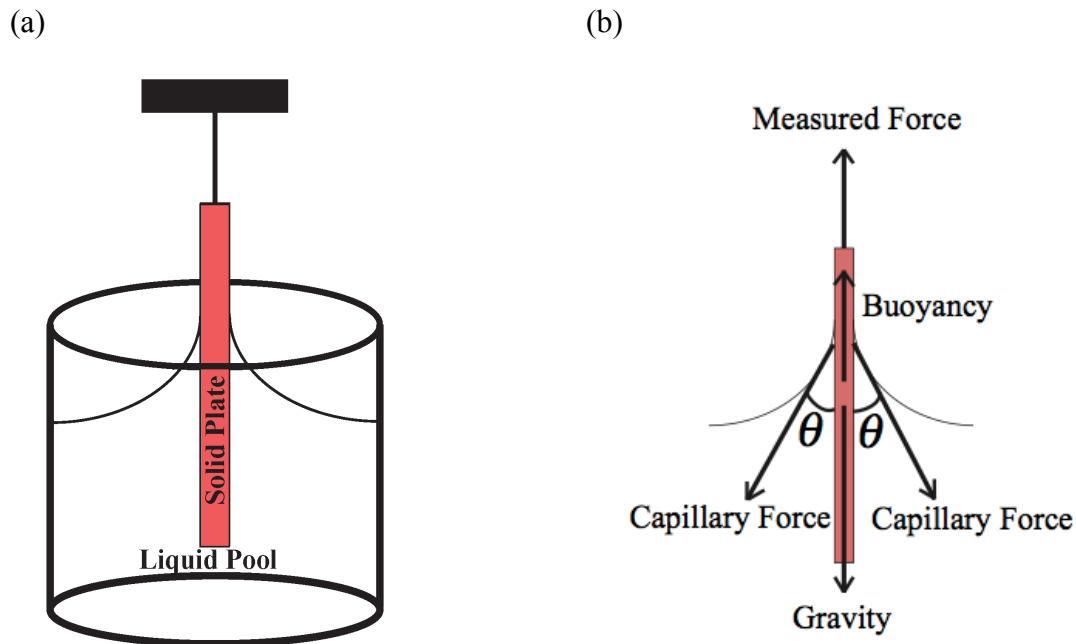 (a)
Solid Plate
Liquid Pool
(b)
Measured Force
Buoyancy
θ θ
Capillary Force Capillary Force
Gravity